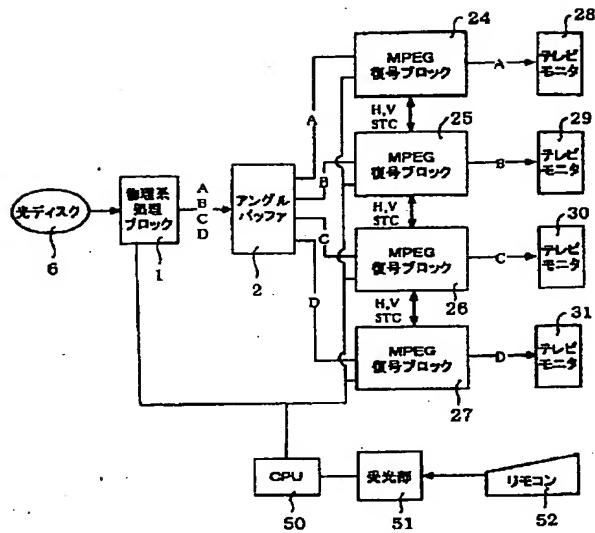 24
MPEG
復号ブロック
A
28
テレビ
モニタ
A
H,V
STC
25
MPEG
復号ブロック
B
29
テレビ
モニタ
光ディスク
6
物理系
処理
ブロック
1
A
B
C
D
アングル
バッファ
2
B
C
D
H,V
STC
MPEG
復号ブロック
26
C
30
テレビ
モニタ
H,V
STC
MPEG
復号ブロック
27
D
31
テレビ
モニタ
CPU
50
受光部
51
リモコン
52